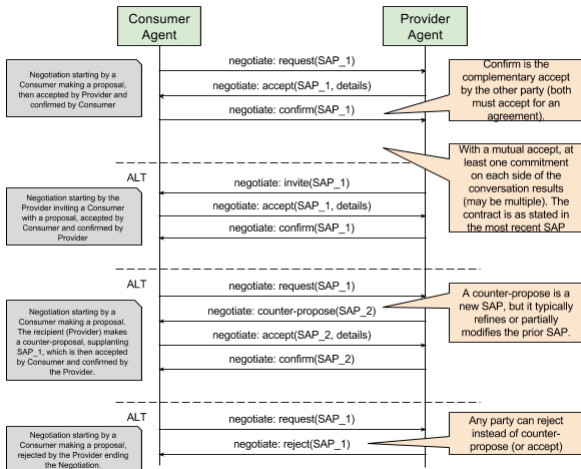 Consumer
Agent
Provider
Agent
negotiate: request(SAP_1)
negotiate: accept(SAP_1, details)
negotiate: confirm(SAP_1)
Negotiation starting by a
Consumer making a proposal,
then accepted by Provider and
confirmed by Consumer
Confirm is the
complementary accept
by the other party (both
must accept for an
agreement).
With a mutual accept, at
least one commitment
on each side of the
conversation results
(may be multiple). The
contract is as stated in
the most recent SAP
ALT
negotiate: invite(SAP_1)
negotiate: accept(SAP_1, details)
negotiate: confirm(SAP_1)
Negotiation starting by the
Provider inviting a Consumer
with a proposal, accepted by
Consumer and confirmed by
Provider
ALT
negotiate: request(SAP_1)
negotiate: counter-propose(SAP_2)
negotiate: accept(SAP_2, details)
negotiate: confirm(SAP_2)
Negotiation starting by a
Consumer making a proposal.
The recipient (Provider) makes
a counter-proposal, supplanting
SAP_1, which is then accepted
by Consumer and confirmed by
the Provider.
A counter-propose is a
new SAP, but it typically
refines or partially
modifies the prior SAP.
ALT
negotiate: request(SAP_1)
negotiate: reject(SAP_1)
Negotiation starting by a
Consumer making a proposal,
rejected by the Provider ending
the Negotiation.
Any party can reject
instead of counter-
propose (or accept)